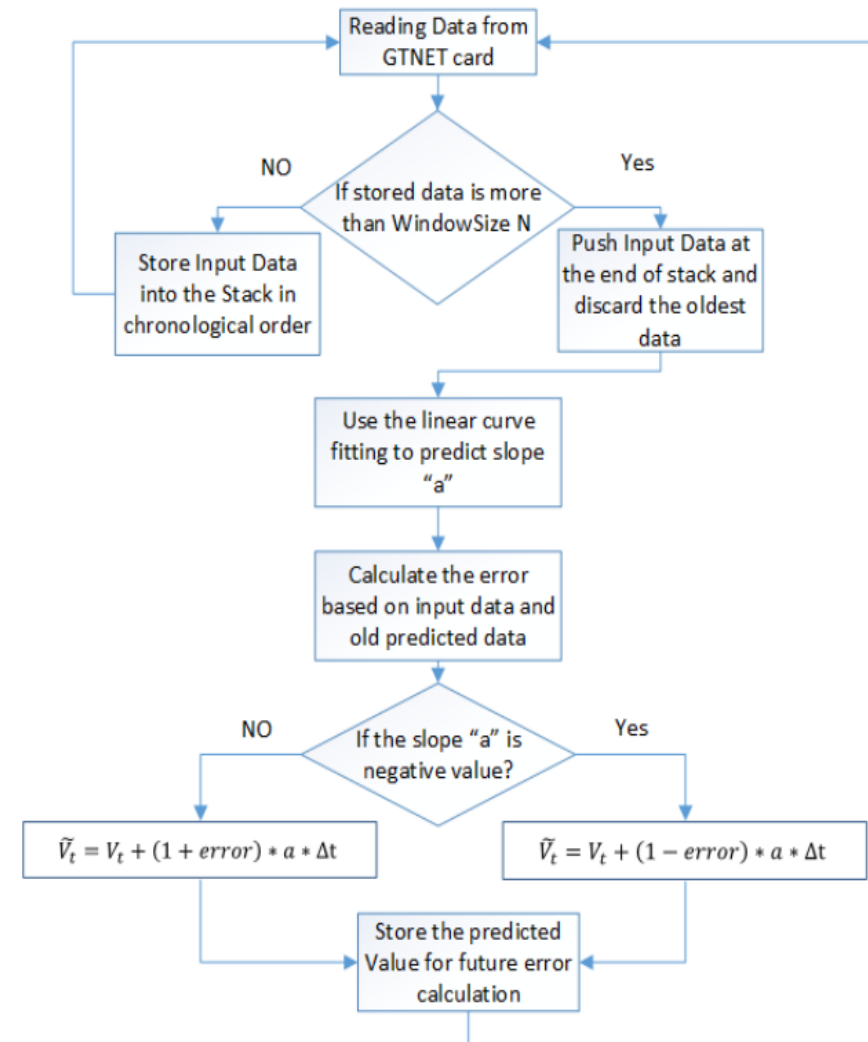 Reading Data from
GTNET card
NO
Yes
If stored data is more
than WindowSize N
Store Input Data
into the Stack in
chronological order
Push Input Data at
the end of stack and
discard the oldest
data
Use the linear curve
fitting to predict slope
“a”
Calculate the error
based on input data and
old predicted data
NO
Yes
If the slope “a” is
negative value?
Ṽₜ = Vₜ + (1 + error) * a * Δt
Ṽₜ = Vₜ + (1 − error) * a * Δt
Store the predicted
Value for future error
calculation